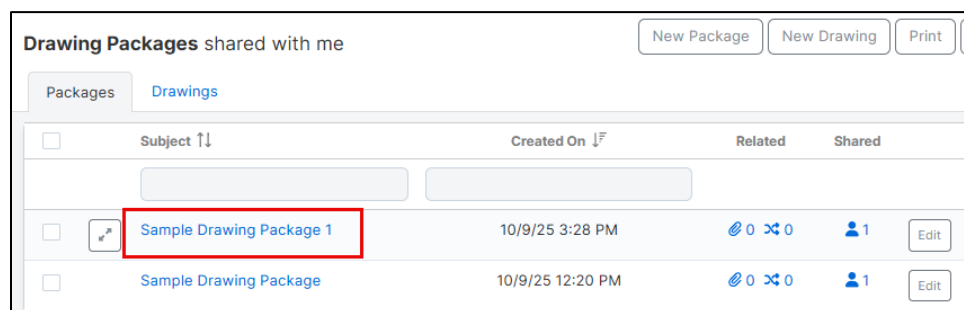 Drawing Packages shared with me
New Package New Drawing Print
Packages Drawings
Subject Created On Related Shared
Sample Drawing Package 1 10/9/25 3:28 PM 0 0 1 Edit
Sample Drawing Package 10/9/25 12:20 PM 0 0 1 Edit